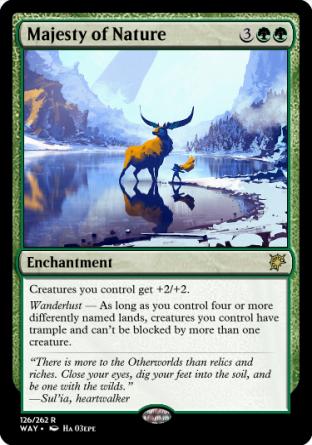 Majesty of Nature 3
Enchantment
Creatures you control get +2/+2.
Wanderlust — As long as you control four or more
differently named lands, creatures you control have
trample and can't be blocked by more than one
creature.
"There is more to the Otherworlds than relics and
riches. Close your eyes, dig your feet into the soil, and
be one with the wilds."
—Sul'ia, heartwalker
126/262 R
WAY • Ha 03EPE